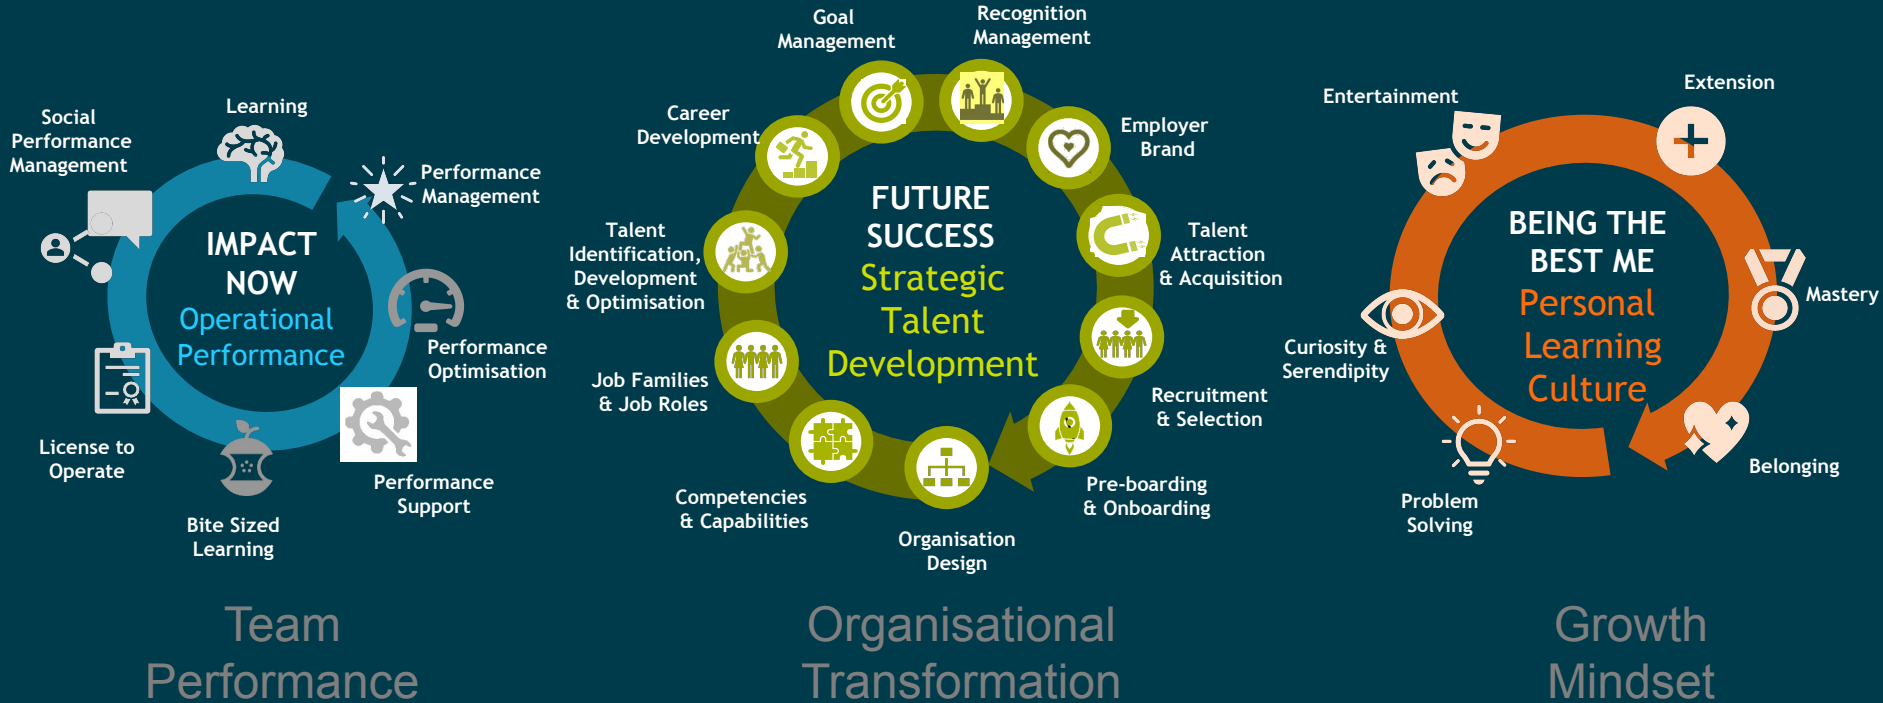 Social
Performance
Management
Learning
Performance
Management
IMPACT
NOW
Operational
Performance
Performance
Optimisation
License to
Operate
Bite Sized
Learning
Performance
Support
Team
Performance
Goal
Management
Recognition
Management
Career
Development
Employer
Brand
FUTURE
SUCCESS
Strategic
Talent
Development
Talent
Identification,
Development
& Optimisation
Talent
Attraction
& Acquisition
Job Families
& Job Roles
Recruitment
& Selection
Competencies
& Capabilities
Pre-boarding
& Onboarding
Organisation
Design
Organisational
Transformation
Entertainment
Extension
BEING THE
BEST ME
Personal
Learning
Culture
Mastery
Curiosity &
Serendipity
Problem
Solving
Belonging
Growth
Mindset